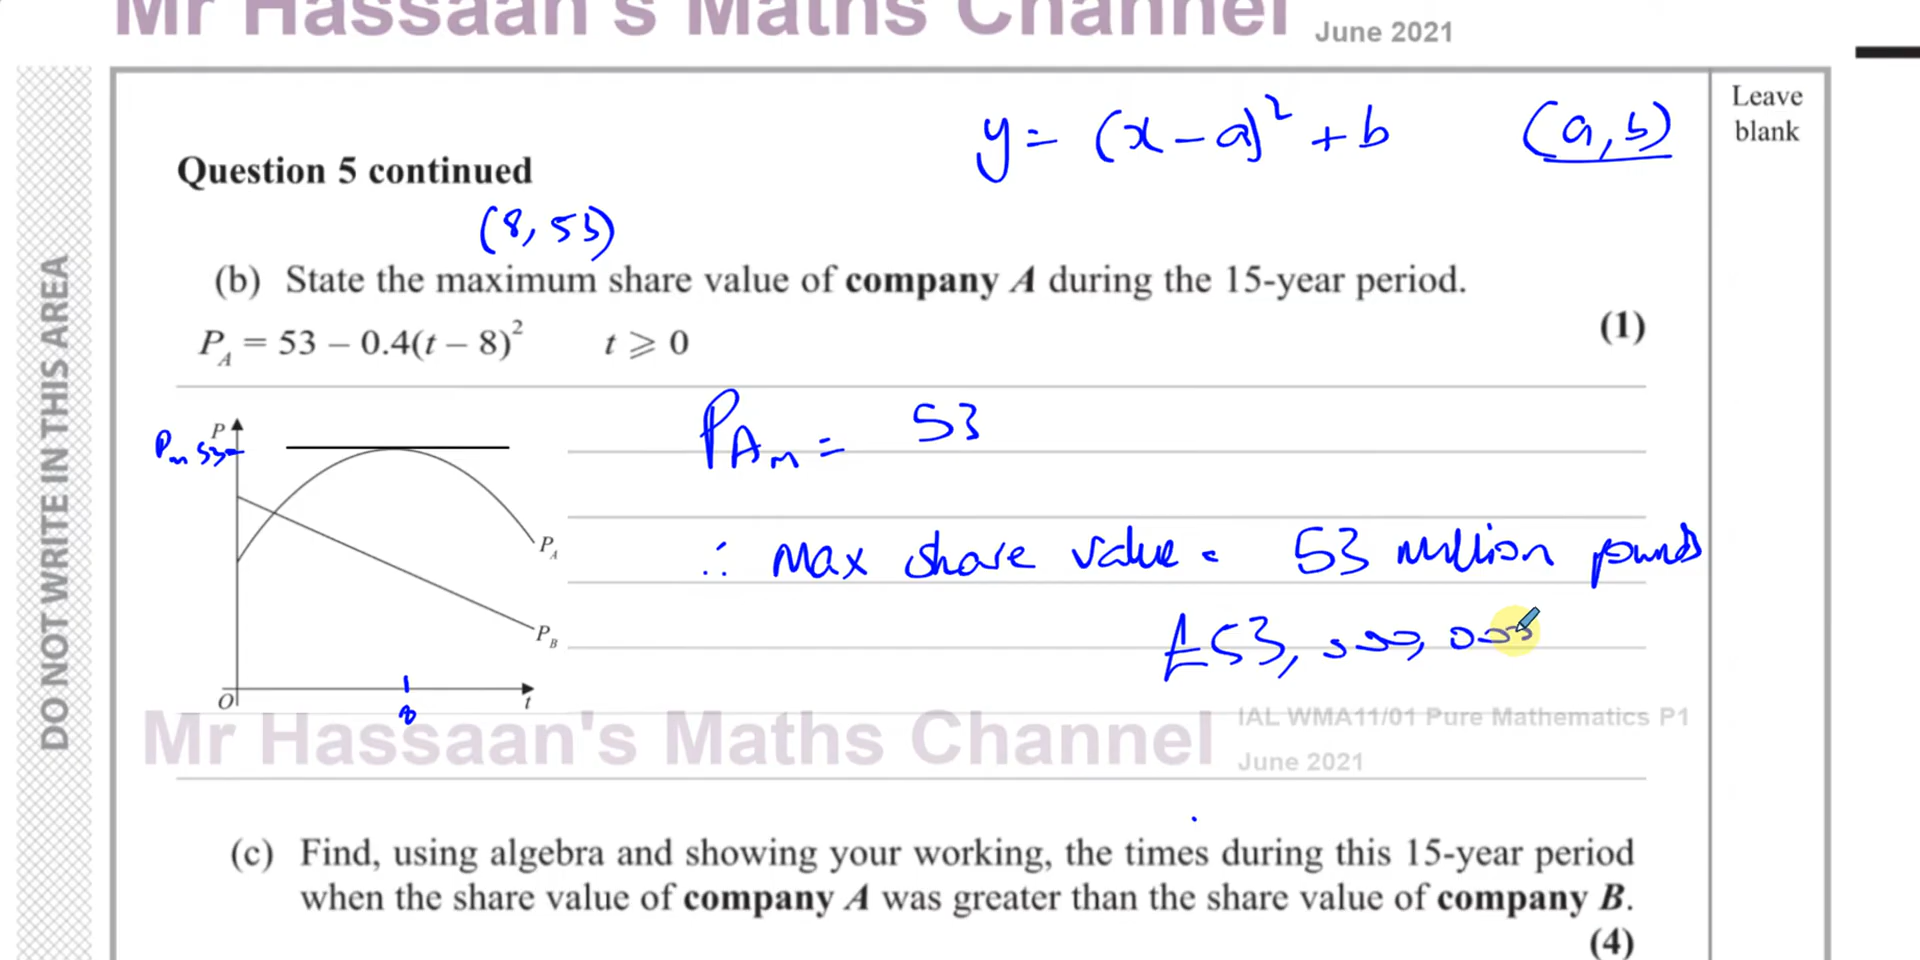 Mr Hassaan's Maths Channel June 2021
Leave blank
y = (x - a)² + b (a, b)
Question 5 continued
(8, 53)
(b) State the maximum share value of company A during the 15-year period.
(1)
P_A = 53 – 0.4(t – 8)² t ⩾ 0
P_Am = 53
P
P_m 53
∴ Max share value = 53 million pounds
P_A
£53, 000, 000
P_B
O
8
t
Mr Hassaan's Maths Channel IAL WMA11/01 Pure Mathematics P1
June 2021
(c) Find, using algebra and showing your working, the times during this 15-year period
when the share value of company A was greater than the share value of company B.
(4)
DO NOT WRITE IN THIS AREA